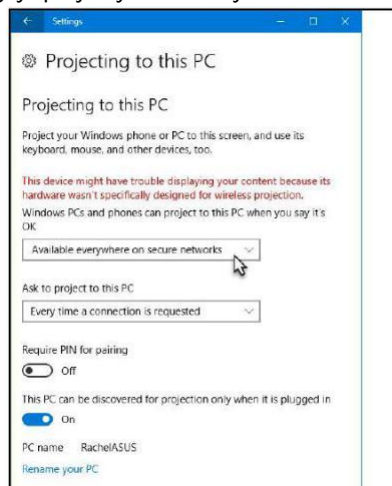 Settings
Projecting to this PC
Projecting to this PC
Project your Windows phone or PC to this screen, and use its
keyboard, mouse, and other devices, too.
This device might have trouble displaying your content because its
hardware wasn't specifically designed for wireless projection.
Windows PCs and phones can project to this PC when you say it's
OK
Available everywhere on secure networks
Ask to project to this PC
Every time a connection is requested
Require PIN for pairing
Off
This PC can be discovered for projection only when it is plugged in
On
PC name RachelASUS
Rename your PC